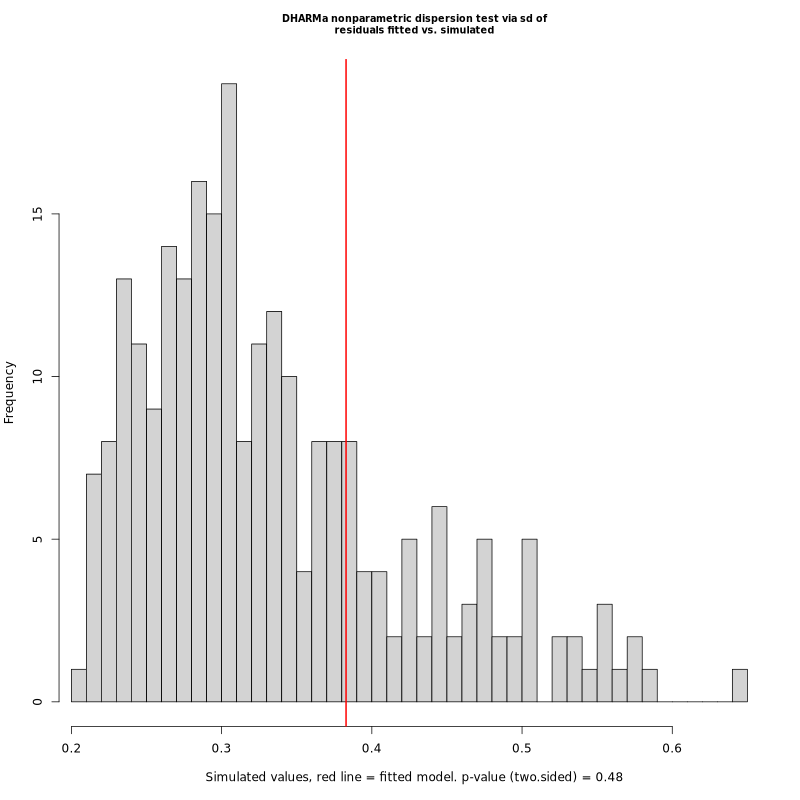 DHARMa nonparametric dispersion test via sd of
residuals fitted vs. simulated
Frequency
15
10
5
0
0.2 0.3 0.4 0.5 0.6
Simulated values, red line = fitted model. p-value (two.sided) = 0.48